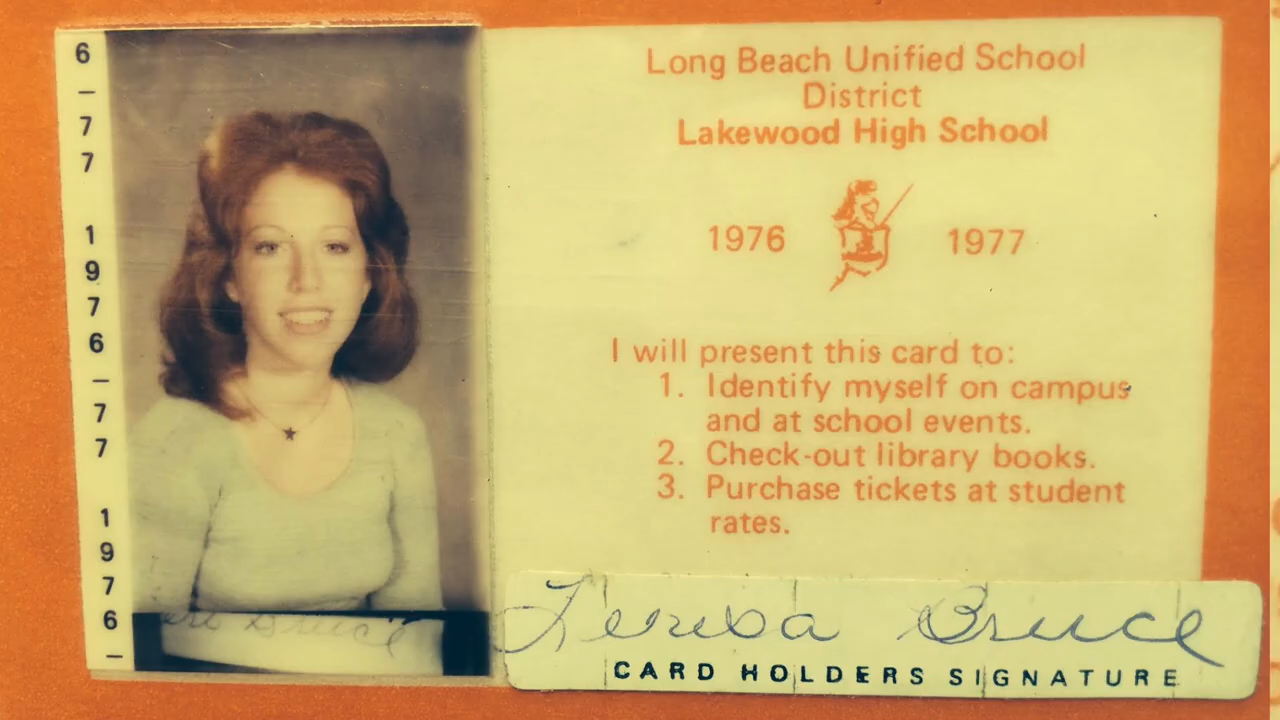 6
–
7
7
1
9
7
6
–
7
7
1
9
7
6
–
Long Beach Unified School
District
Lakewood High School
1976 1977
I will present this card to:
1. Identify myself on campus
and at school events.
2. Check-out library books.
3. Purchase tickets at student
rates.
Bruce
Teresa Bruce
CARD HOLDERS SIGNATURE